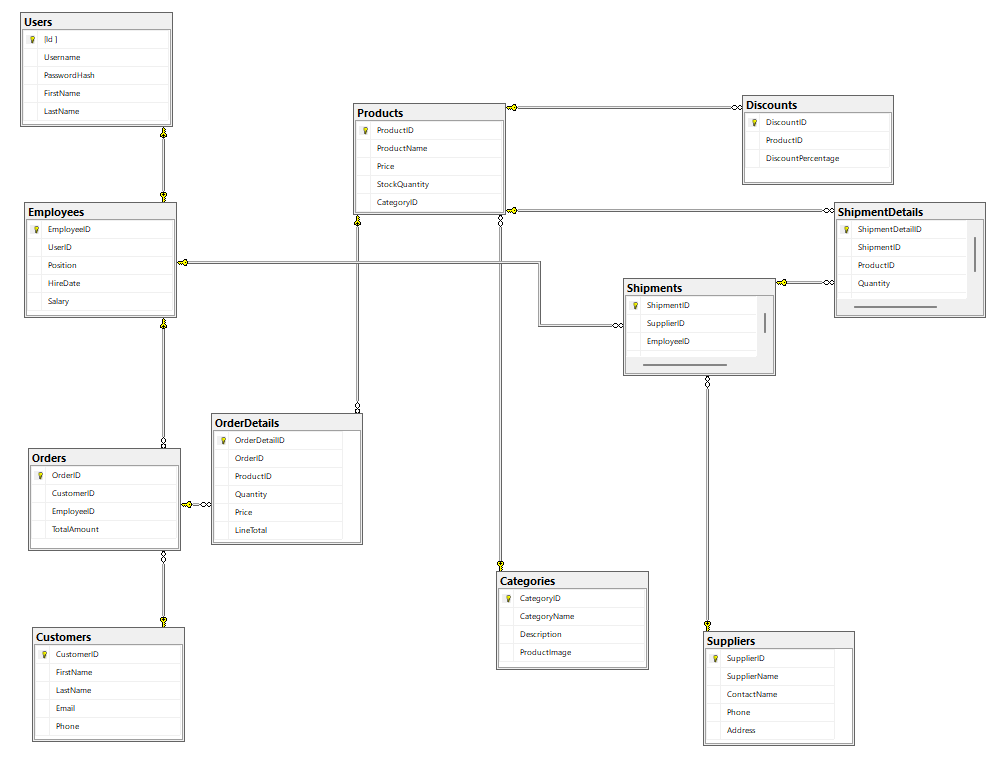 Users
[Id ]
Username
PasswordHash
FirstName
LastName
Products
ProductID
ProductName
Price
StockQuantity
CategoryID
Discounts
DiscountID
ProductID
DiscountPercentage
Employees
EmployeeID
UserID
Position
HireDate
Salary
ShipmentDetails
ShipmentDetailID
ShipmentID
ProductID
Quantity
Shipments
ShipmentID
SupplierID
EmployeeID
OrderDetails
OrderDetailID
OrderID
ProductID
Quantity
Price
LineTotal
Orders
OrderID
CustomerID
EmployeeID
TotalAmount
Categories
CategoryID
CategoryName
Description
ProductImage
Customers
CustomerID
FirstName
LastName
Email
Phone
Suppliers
SupplierID
SupplierName
ContactName
Phone
Address